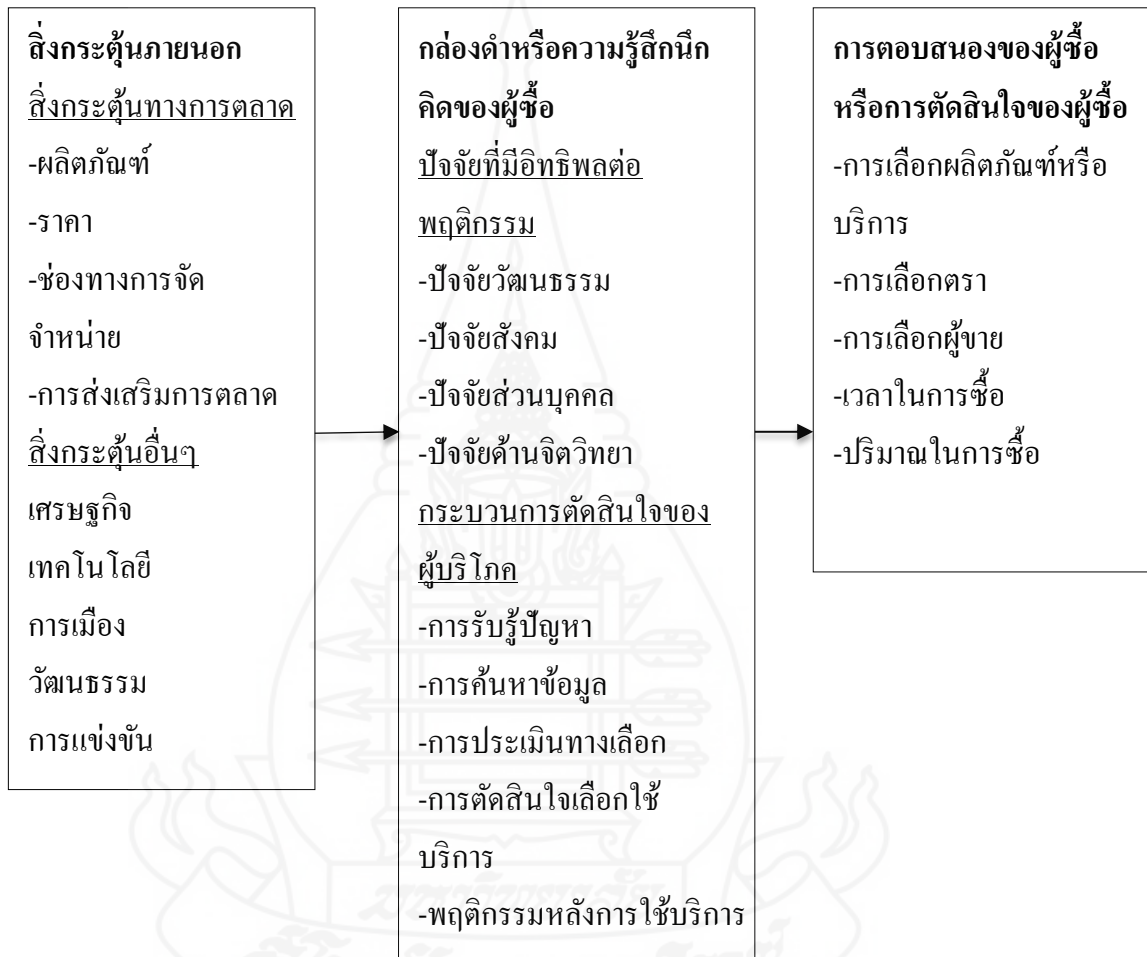 สิ่งกระตุ้นภายนอก
สิ่งกระตุ้นทางการตลาด
-ผลิตภัณฑ์
-ราคา
-ช่องทางการจัด
จำหน่าย
-การส่งเสริมการตลาด
สิ่งกระตุ้นอื่นๆ
เศรษฐกิจ
เทคโนโลยี
การเมือง
วัฒนธรรม
การแข่งขัน
กล่องดำหรือความรู้สึกนึก
คิดของผู้ซื้อ
ปัจจัยที่มีอิทธิพลต่อ
พฤติกรรม
-ปัจจัยวัฒนธรรม
-ปัจจัยสังคม
-ปัจจัยส่วนบุคคล
-ปัจจัยด้านจิตวิทยา
กระบวนการตัดสินใจของ
ผู้บริโภค
-การรับรู้ปัญหา
-การค้นหาข้อมูล
-การประเมินทางเลือก
-การตัดสินใจเลือกใช้
บริการ
-พฤติกรรมหลังการใช้บริการ
การตอบสนองของผู้ซื้อ
หรือการตัดสินใจของผู้ซื้อ
-การเลือกผลิตภัณฑ์หรือ
บริการ
-การเลือกตรา
-การเลือกผู้ขาย
-เวลาในการซื้อ
-ปริมาณในการซื้อ